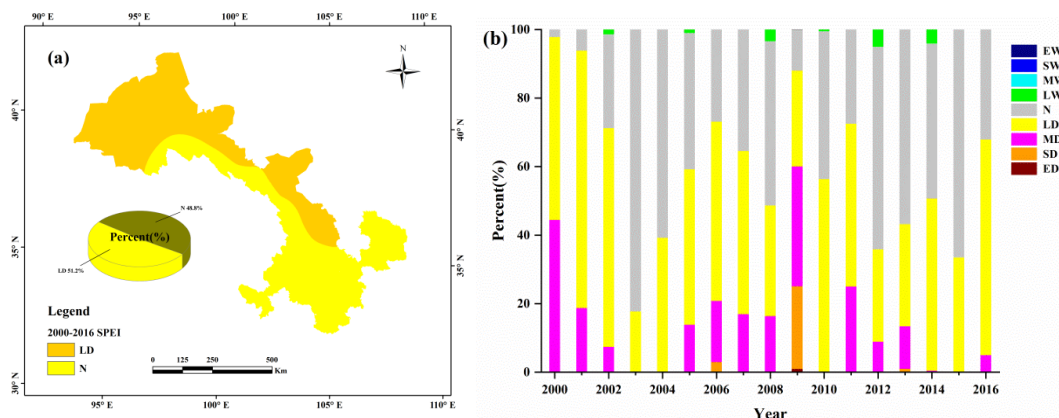 90° E 95° E 100° E 105° E 110° E
(a)
N
40° N
40° N
N 48.8%
Percent(%)
LD 51.2%
35° N
35° N
Legend
2000-2016 SPEI
LD
N
0 125 250 500
Km
30° N
30° N
95° E 100° E 105° E 110° E
(b)
100
80
60
40
20
0
Percent(%)
2000 2002 2004 2006 2008 2010 2012 2014 2016
Year
EW
SW
MW
LW
N
LD
MD
SD
ED